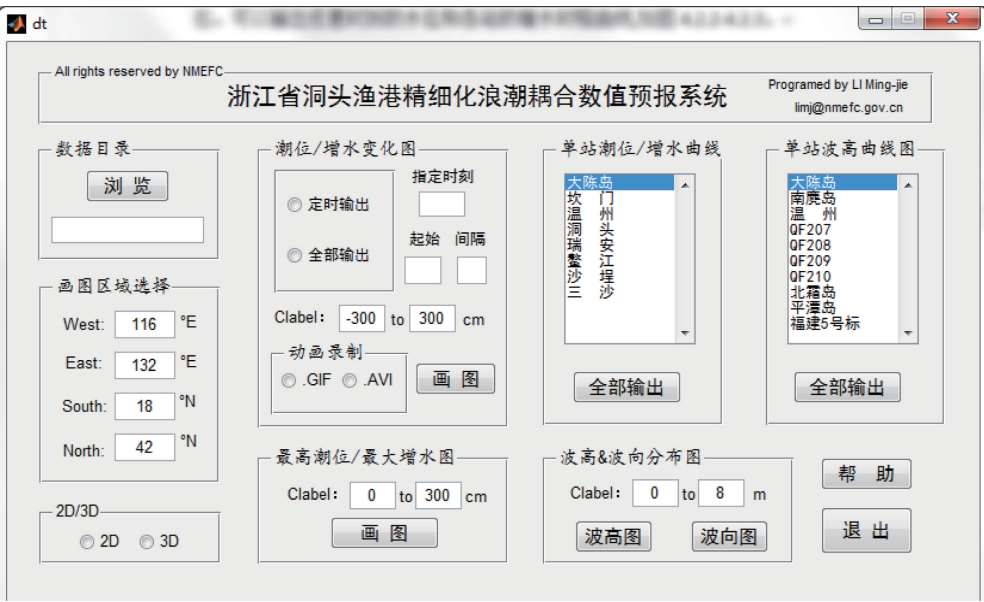 dt
All rights reserved by NMEFC
浙江省洞头渔港精细化浪潮耦合数值预报系统
Programed by LI Ming-jie
limj@nmefc.gov.cn
数据目录
浏 览
画图区域选择
West: 116 °E
East: 132 °E
South: 18 °N
North: 42 °N
2D/3D
2D 3D
潮位/增水变化图
定时输出
全部输出
指定时刻
起始 间隔
Clabel: -300 to 300 cm
动画录制
.GIF .AVI
画 图
最高潮位/最大增水图
Clabel: 0 to 300 cm
画 图
单站潮位/增水曲线
大陈岛
坎 门
温 州
洞 头
瑞 安
鳌 江
沙 埕
三 沙
全部输出
波高&波向分布图
Clabel: 0 to 8 m
波高图 波向图
单站波高曲线图
大陈岛
南麂岛
温 州
QF207
QF208
QF209
QF210
北霜岛
平潭岛
福建5号标
全部输出
帮 助
退 出